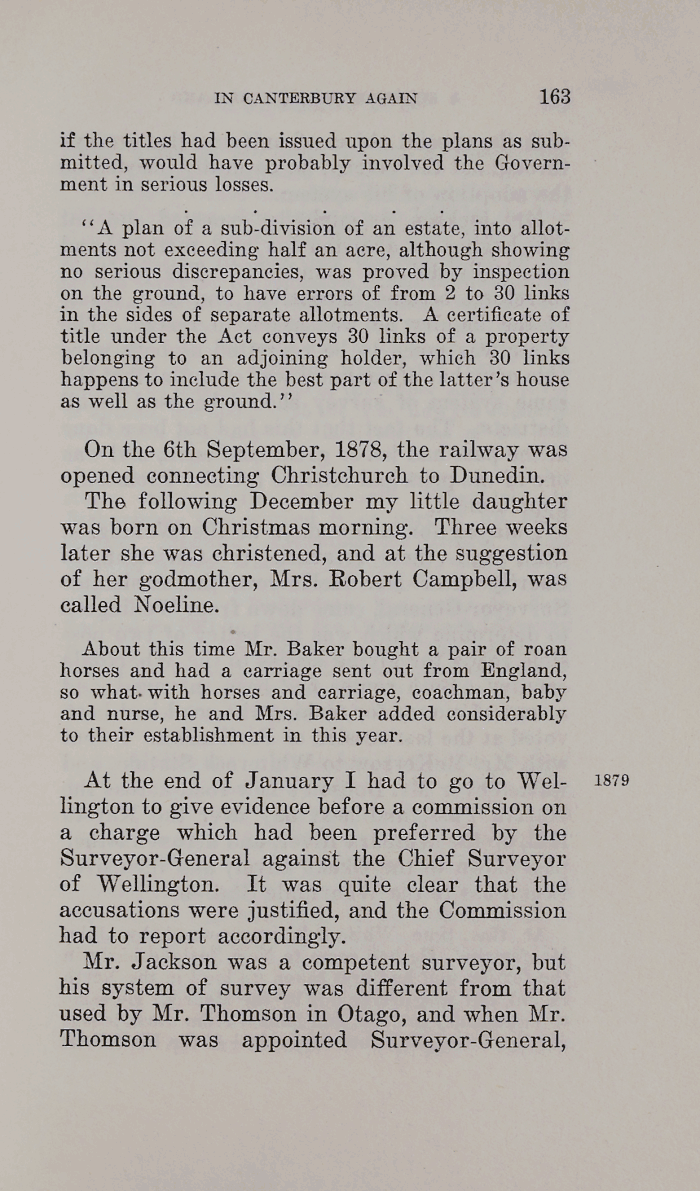 IN CANTERBURY AGAIN 163
if the titles had been issued upon the plans as sub-
mitted, would have probably involved the Govern-
ment in serious losses.
. . . . .
‘‘A plan of a sub-division of an estate, into allot-
ments not exceeding half an acre, although showing
no serious discrepancies, was proved by inspection
on the ground, to have errors of from 2 to 30 links
in the sides of separate allotments. A certificate of
title under the Act conveys 30 links of a property
belonging to an adjoining holder, which 30 links
happens to include the best part of the latter’s house
as well as the ground.’’
On the 6th September, 1878, the railway was
opened connecting Christchurch to Dunedin.
The following December my little daughter
was born on Christmas morning. Three weeks
later she was christened, and at the suggestion
of her godmother, Mrs. Robert Campbell, was
called Noeline.
About this time Mr. Baker bought a pair of roan
horses and had a carriage sent out from England,
so what with horses and carriage, coachman, baby
and nurse, he and Mrs. Baker added considerably
to their establishment in this year.
At the end of January I had to go to Wel- 1879
lington to give evidence before a commission on
a charge which had been preferred by the
Surveyor-General against the Chief Surveyor
of Wellington. It was quite clear that the
accusations were justified, and the Commission
had to report accordingly.
Mr. Jackson was a competent surveyor, but
his system of survey was different from that
used by Mr. Thomson in Otago, and when Mr.
Thomson was appointed Surveyor-General,